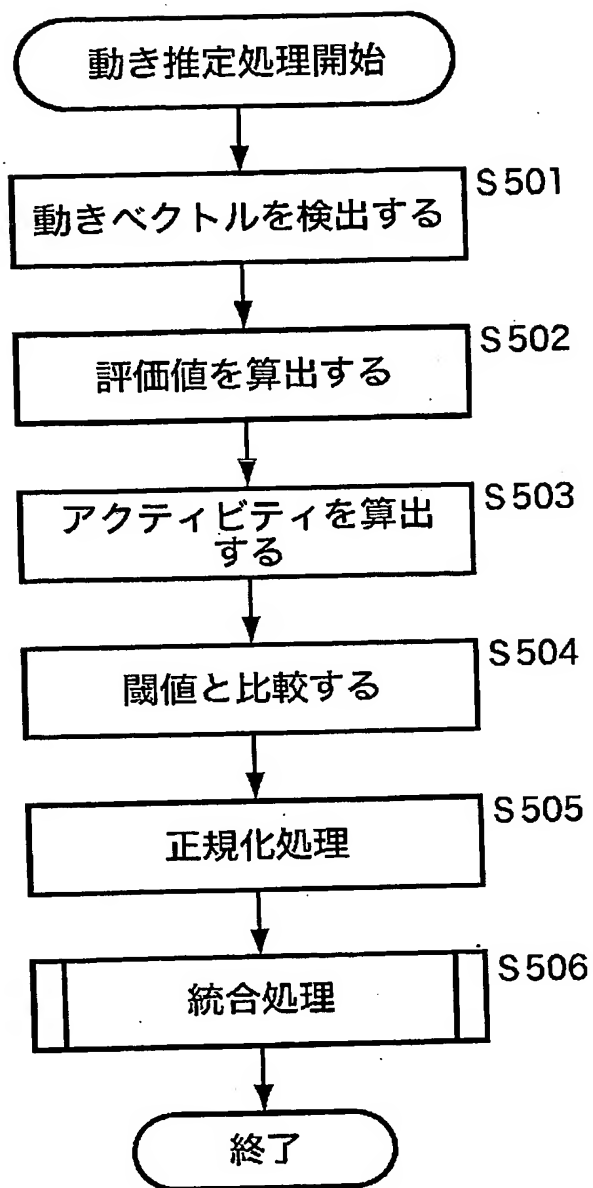 動き推定処理開始
S501
動きベクトルを検出する
S502
評価値を算出する
S503
アクティビティを算出
する
S504
閾値と比較する
S505
正規化処理
S506
統合処理
終了